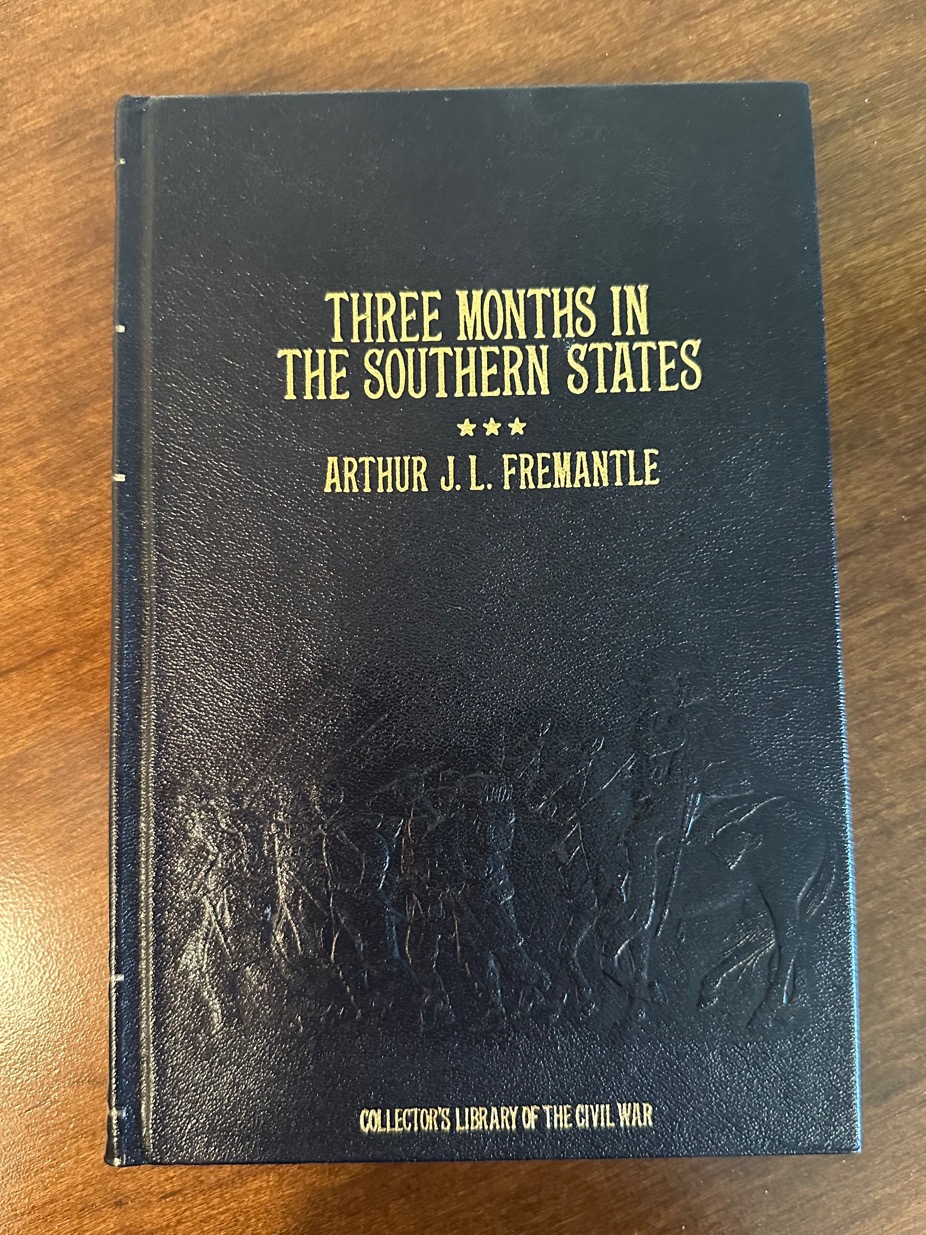 THREE MONTHS IN
THE SOUTHERN STATES
★★★
ARTHUR J. L. FREMANTLE
COLLECTOR'S LIBRARY OF THE CIVIL WAR